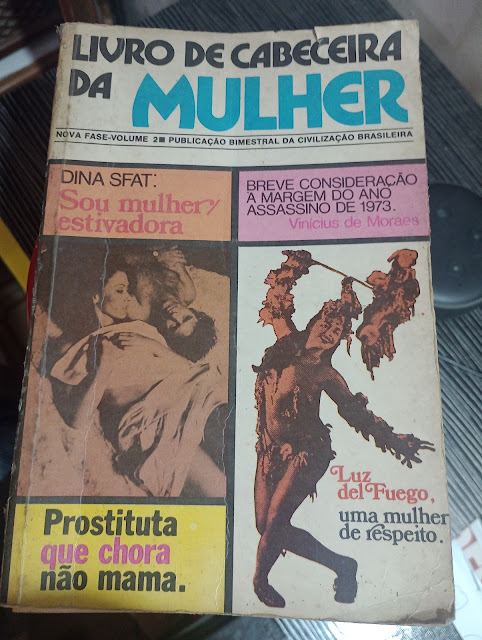 LIVRO DE CABECEIRA
DA MULHER
NOVA FASE-VOLUME 2■ PUBLICAÇÃO BIMESTRAL DA CIVILIZAÇÃO BRASILEIRA
DINA SFAT:
Sou mulher y
estivadora
BREVE CONSIDERAÇÃO
À MARGEM DO ANO
ASSASSINO DE 1973.
Vinícius de Moraes
Luz
del Fuego,
uma mulher
de respeito.
Prostituta
que chora
não mama.